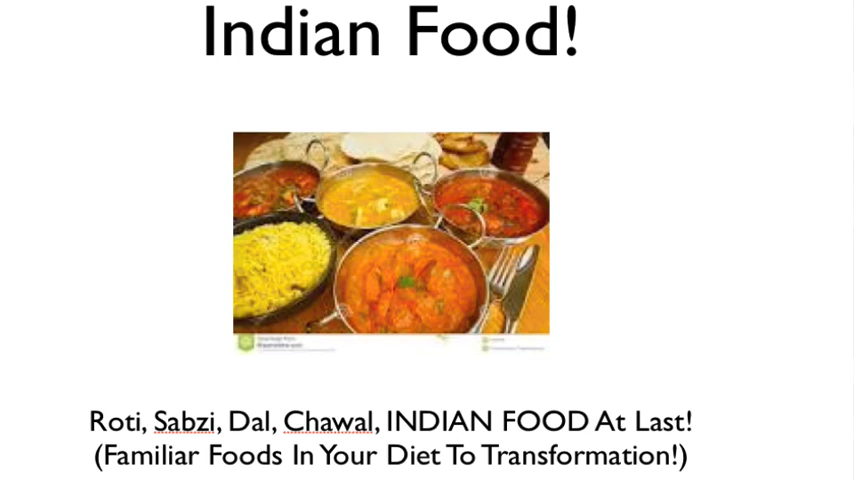 Indian Food!
Roti, Sabzi, Dal, Chawal, INDIAN FOOD At Last!
(Familiar Foods In Your Diet To Transformation!)